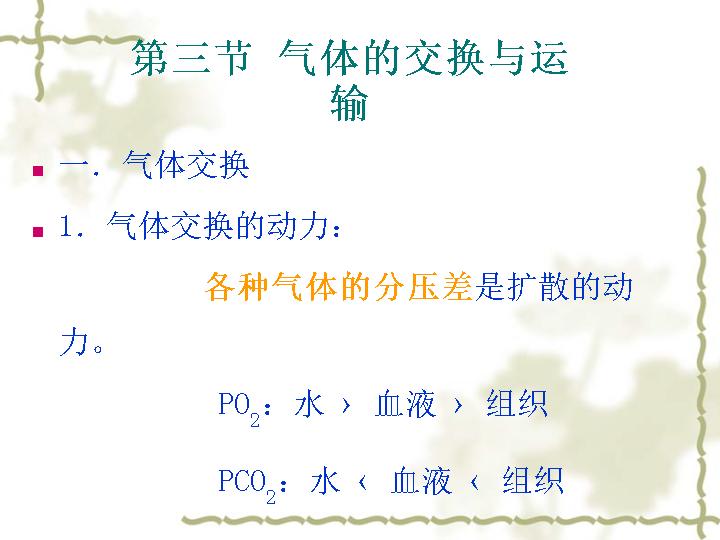 第三节 气体的交换与运
输
一. 气体交换
1. 气体交换的动力：
各种气体的分压差是扩散的动
力。
PO₂：水 › 血液 › 组织
PCO₂：水 ‹ 血液 ‹ 组织